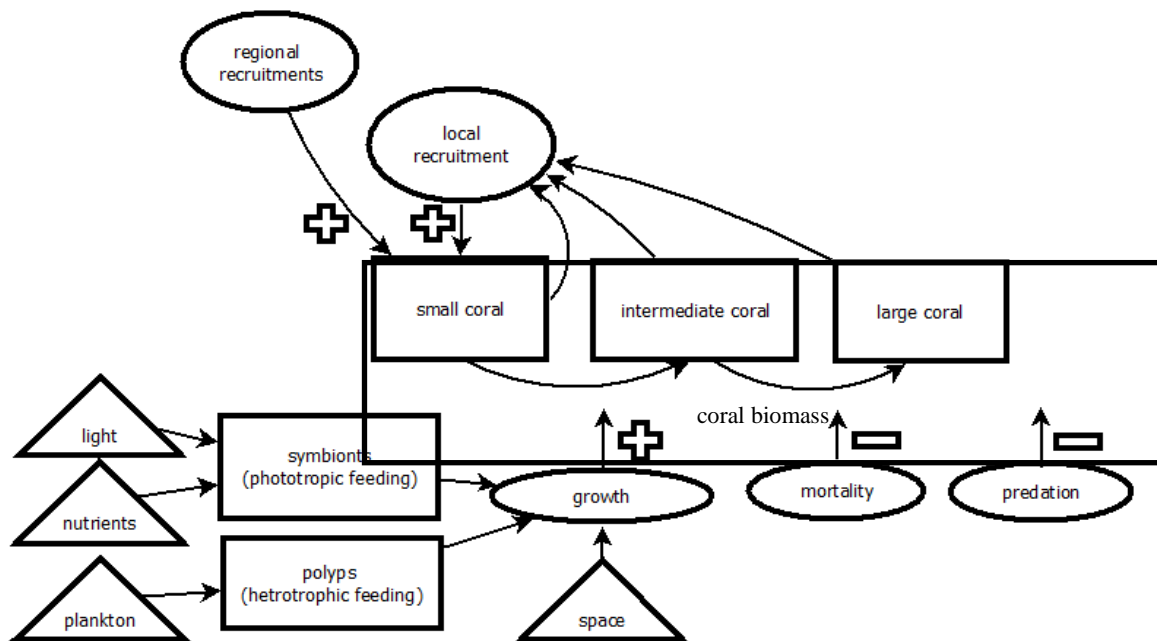 regional
recruitments
local
recruitment
small coral
intermediate coral
large coral
coral biomass
light
symbionts
(phototropic feeding)
nutrients
growth
mortality
predation
polyps
(hetrotrophic feeding)
plankton
space